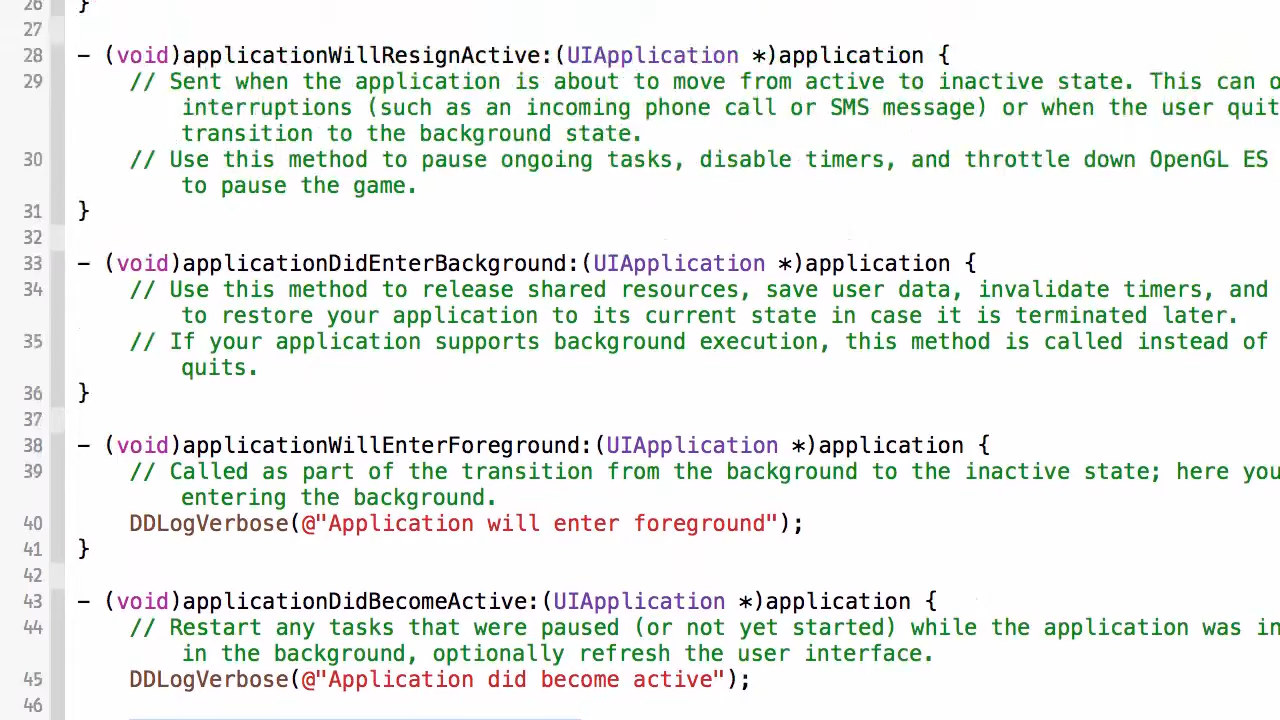 26 }
27
28 - (void)applicationWillResignActive:(UIApplication *)application {
29 // Sent when the application is about to move from active to inactive state. This can
interruptions (such as an incoming phone call or SMS message) or when the user
transition to the background state.
30 // Use this method to pause ongoing tasks, disable timers, and throttle down OpenGL ES
to pause the game.
31 }
32
33 - (void)applicationDidEnterBackground:(UIApplication *)application {
34 // Use this method to release shared resources, save user data, invalidate timers, and
to restore your application to its current state in case it is terminated later.
35 // If your application supports background execution, this method is called instead of
quits.
36 }
37
38 - (void)applicationWillEnterForeground:(UIApplication *)application {
39 // Called as part of the transition from the background to the inactive state; here you
entering the background.
40 DDLogVerbose(@"Application will enter foreground");
41 }
42
43 - (void)applicationDidBecomeActive:(UIApplication *)application {
44 // Restart any tasks that were paused (or not yet started) while the application was
in the background, optionally refresh the user interface.
45 DDLogVerbose(@"Application did become active");
46